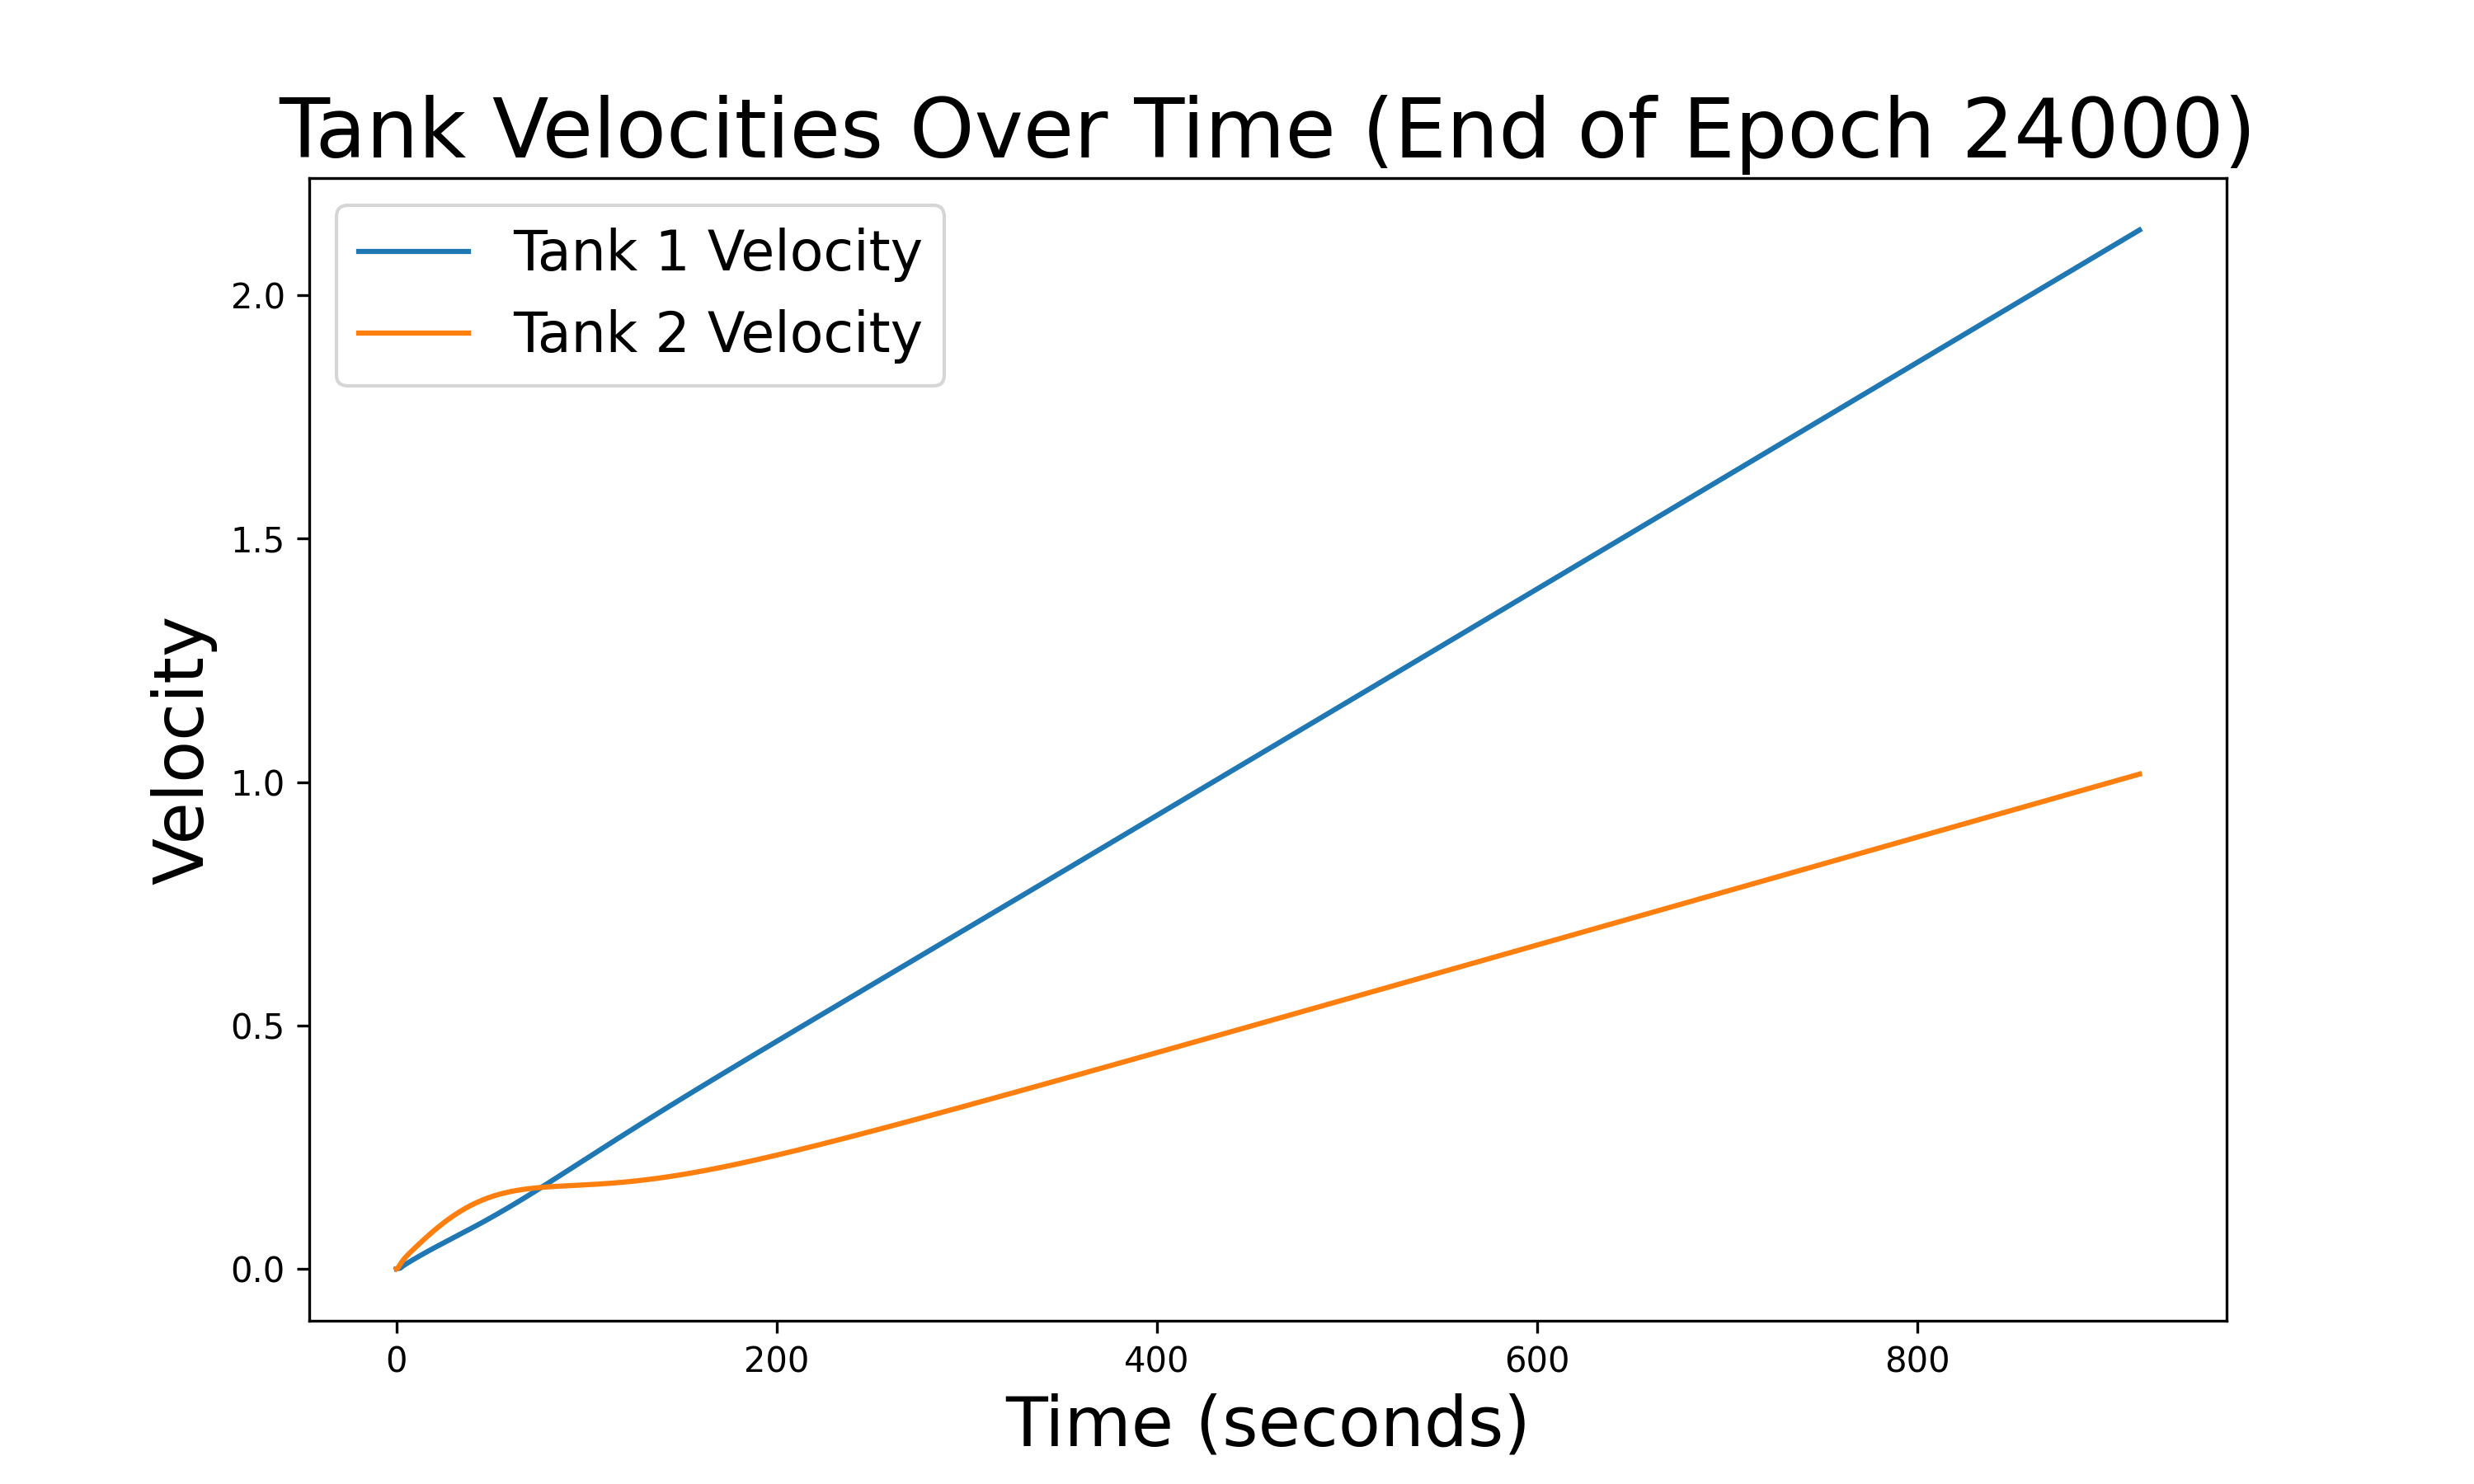 Tank Velocities Over Time (End of Epoch 24000)
Tank 1 Velocity
Tank 2 Velocity
Velocity
2.0
1.5
1.0
0.5
0.0
0 200 400 600 800
Time (seconds)